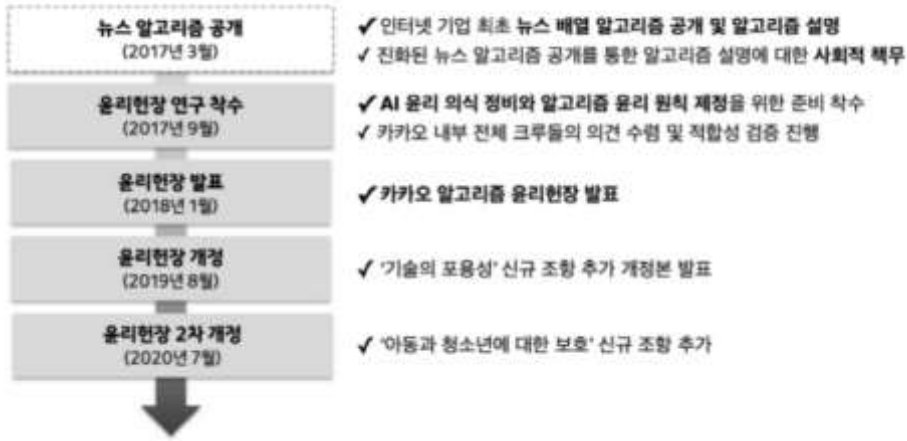 뉴스 알고리즘 공개
(2017년 3월)
✓ 인터넷 기업 최초 뉴스 배열 알고리즘 공개 및 알고리즘 설명
✓ 진화된 뉴스 알고리즘 공개를 통한 알고리즘 설명에 대한 사회적 책무
윤리헌장 연구 착수
(2017년 9월)
✓ AI 윤리 의식 정비와 알고리즘 윤리 원칙 제정을 위한 준비 착수
✓ 카카오 내부 전체 크루들의 의견 수렴 및 적합성 검증 진행
윤리헌장 발표
(2018년 1월)
✓ 카카오 알고리즘 윤리헌장 발표
윤리헌장 개정
(2019년 8월)
✓ '기술의 포용성' 신규 조항 추가 개정본 발표
윤리헌장 2차 개정
(2020년 7월)
✓ '아동과 청소년에 대한 보호' 신규 조항 추가